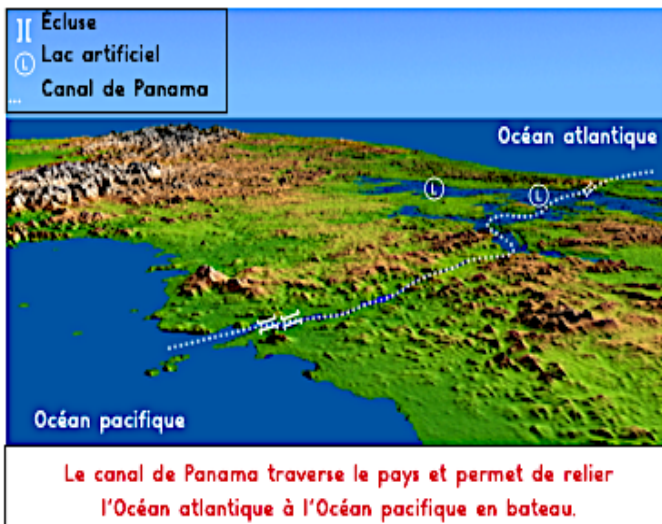 Écluse
L Lac artificiel
... Canal de Panama
Océan atlantique
L L
Océan pacifique
Le canal de Panama traverse le pays et permet de relier
l'Océan atlantique à l'Océan pacifique en bateau.